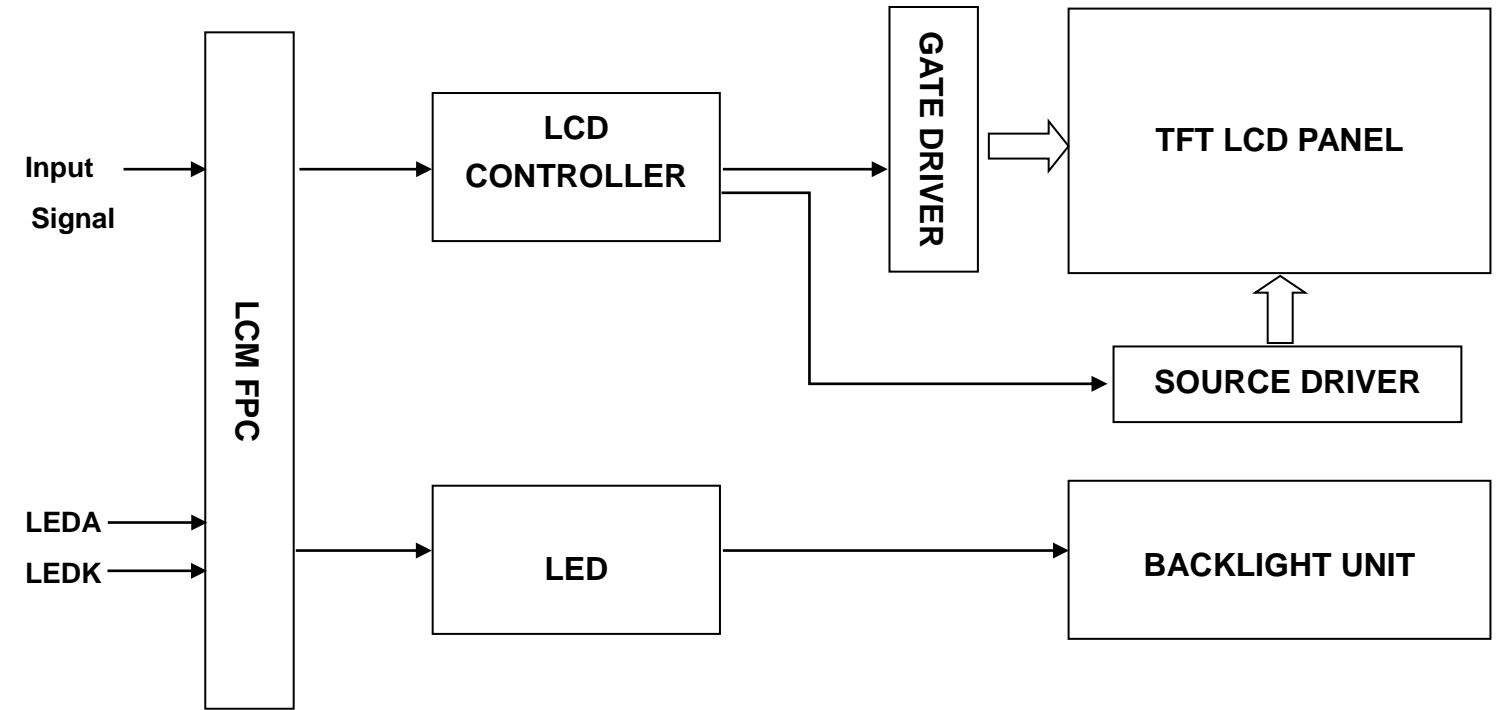 Input
Signal
LEDA
LEDK
LCM FPC
LCD
CONTROLLER
LED
GATE DRIVER
TFT LCD PANEL
SOURCE DRIVER
BACKLIGHT UNIT